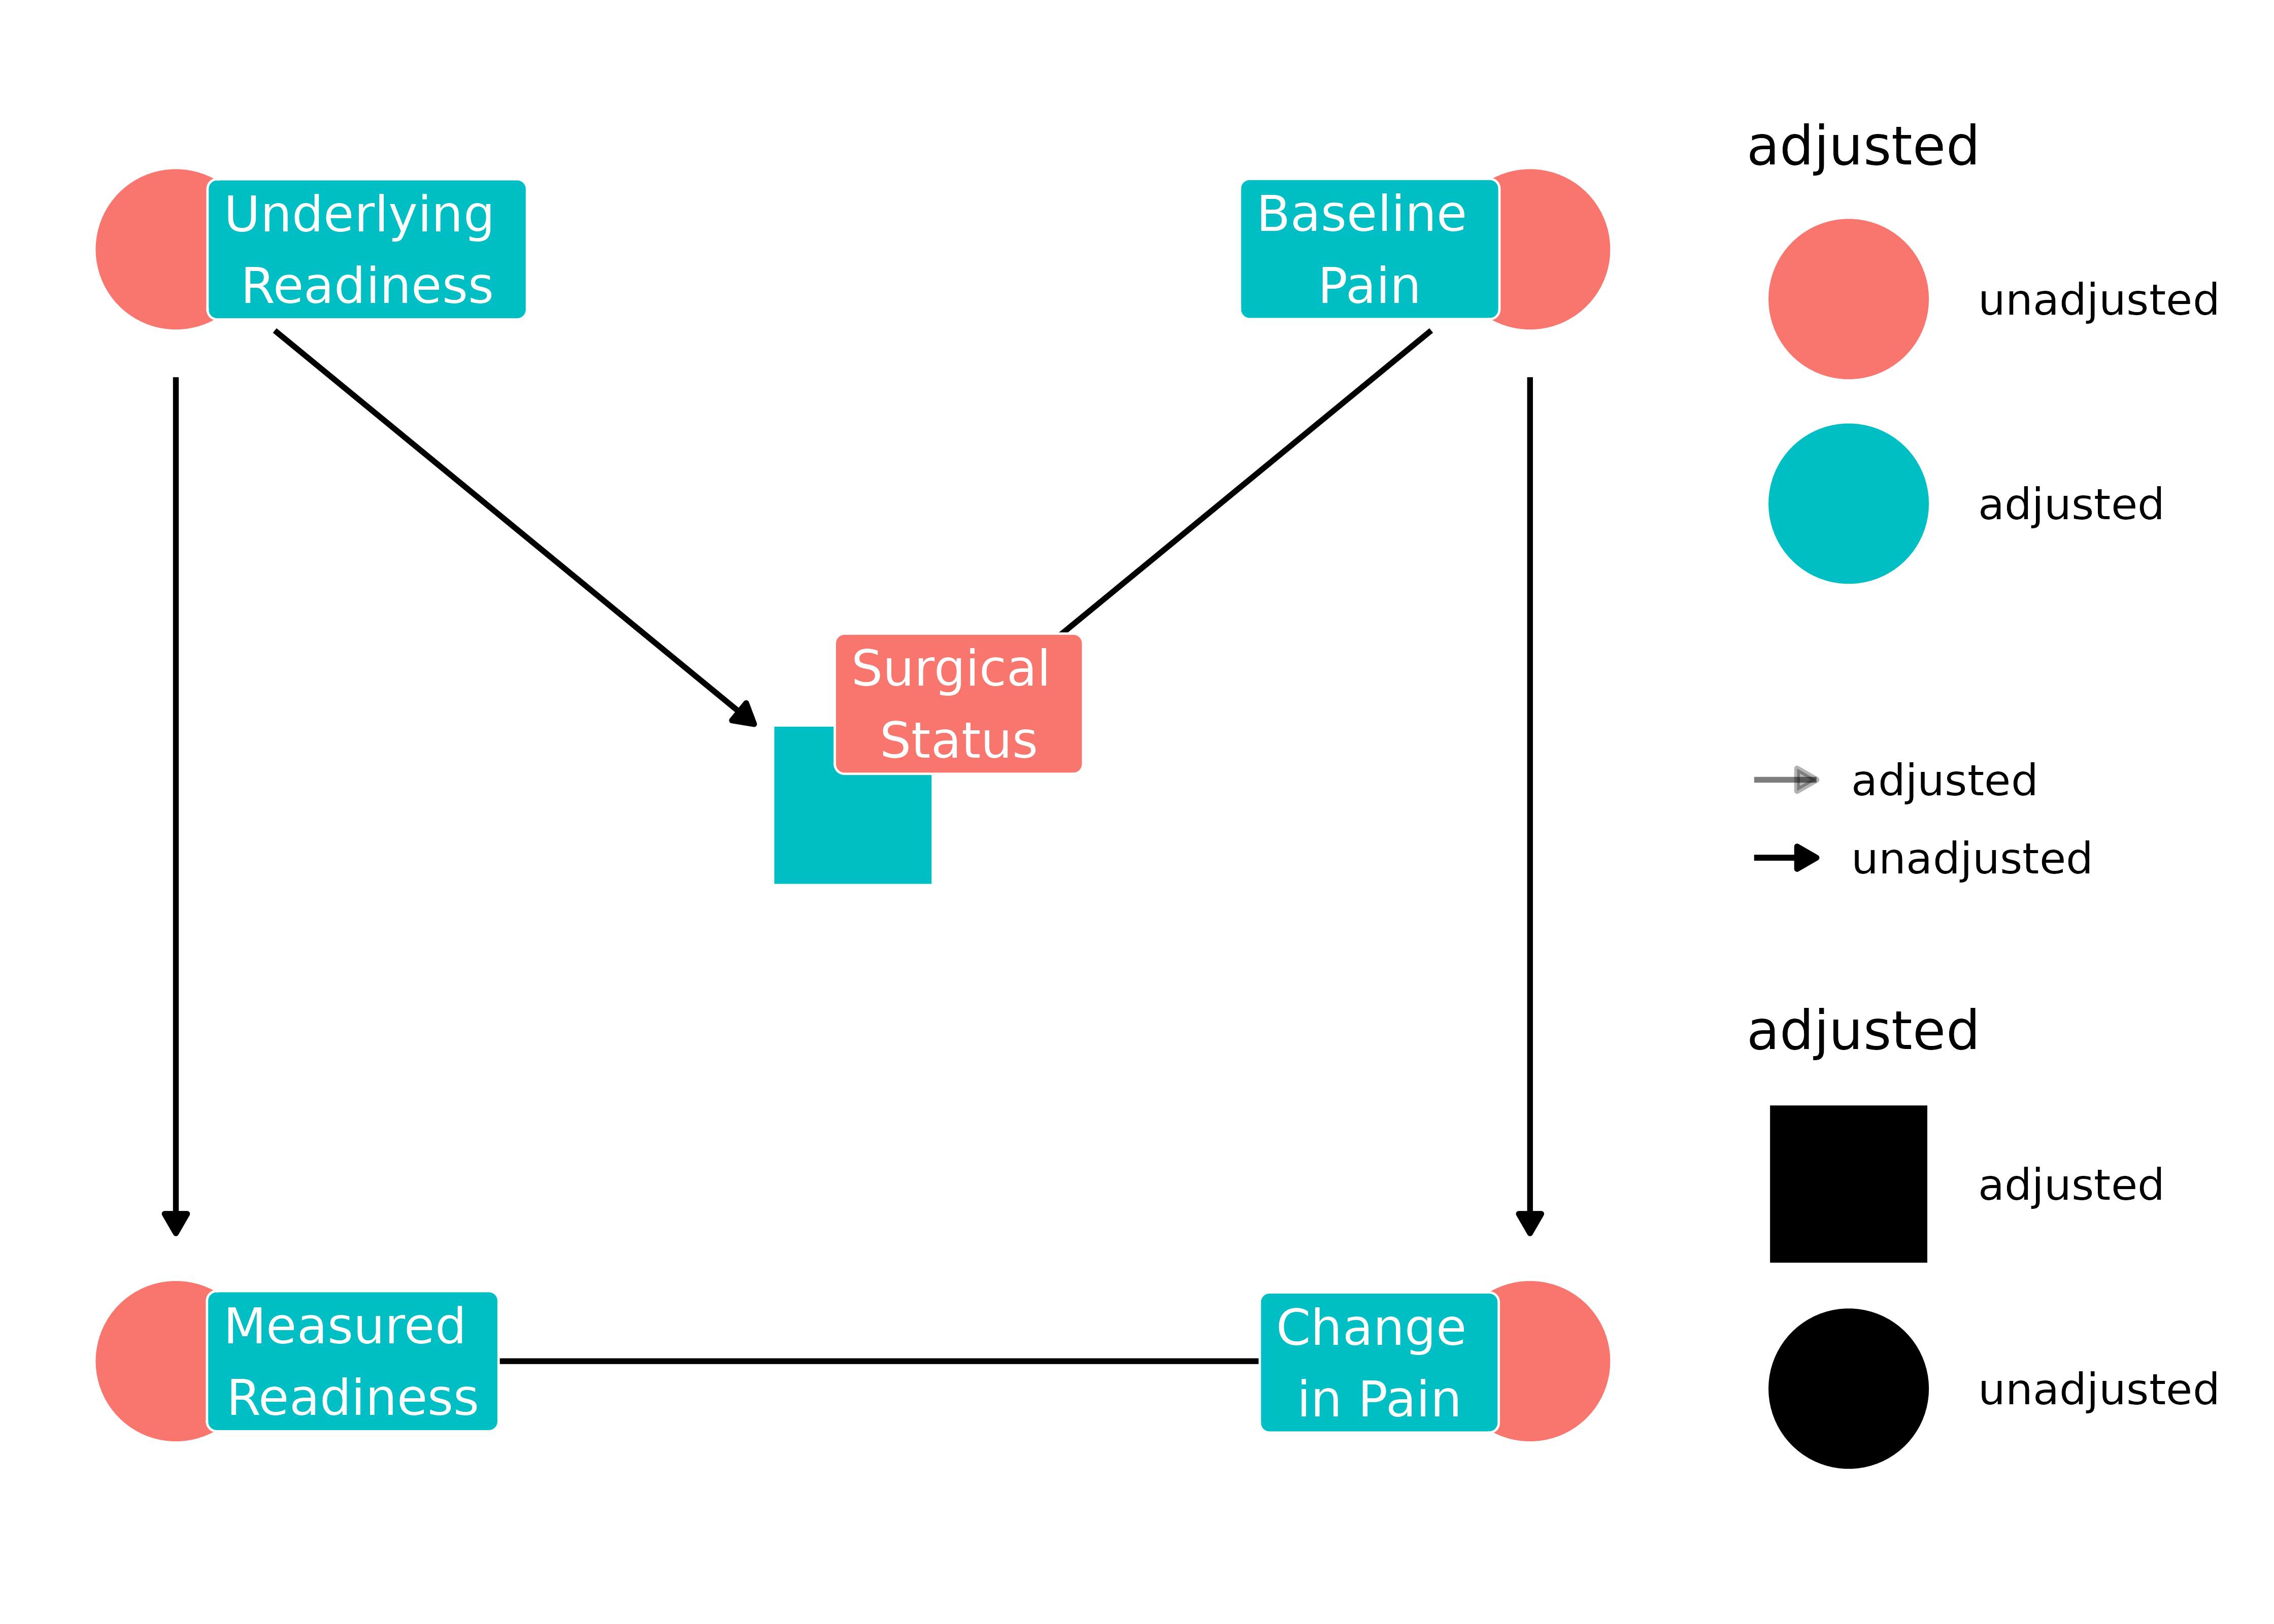 Underlying
Readiness
Baseline
Pain
Surgical
Status
Measured
Readiness
Change
in Pain
adjusted
unadjusted
adjusted
adjusted
unadjusted
adjusted
adjusted
unadjusted